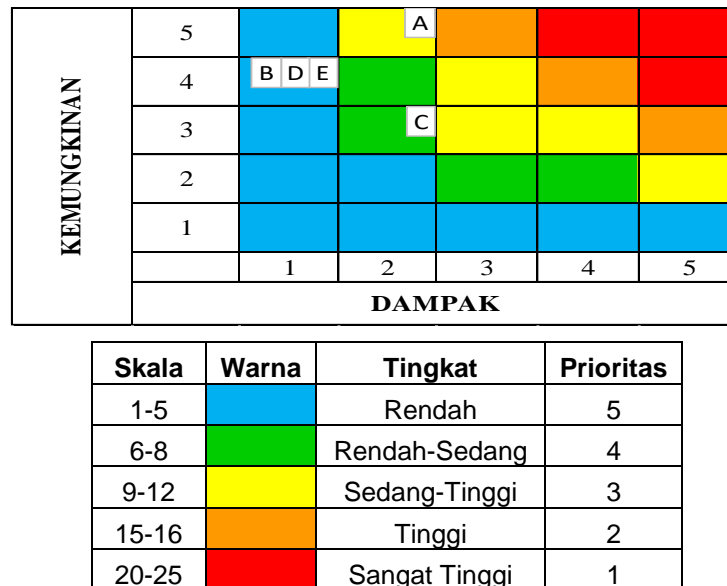 KEMUNGKINAN
5 A
4 B D E
3 C
2
1
1 2 3 4 5
DAMPAK
Skala Warna Tingkat Prioritas
1-5 Rendah 5
6-8 Rendah-Sedang 4
9-12 Sedang-Tinggi 3
15-16 Tinggi 2
20-25 Sangat Tinggi 1